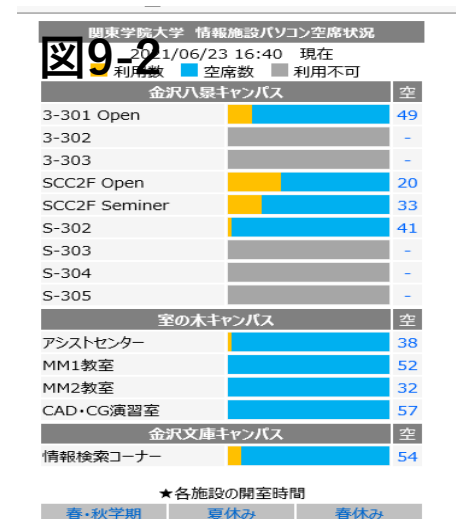 関東学院大学 情報施設パソコン空席状況
図9-2
2021/06/23 16:40 現在
利用数 空席数 利用不可
金沢八景キャンパス 空
3-301 Open 49
3-302 -
3-303 -
SCC2F Open 20
SCC2F Seminer 33
S-302 41
S-303 -
S-304 -
S-305 -
室の木キャンパス 空
アシストセンター 38
MM1教室 52
MM2教室 32
CAD・CG演習室 57
金沢文庫キャンパス 空
情報検索コーナー 54
★各施設の開室時間
春・秋学期 夏休み 春休み